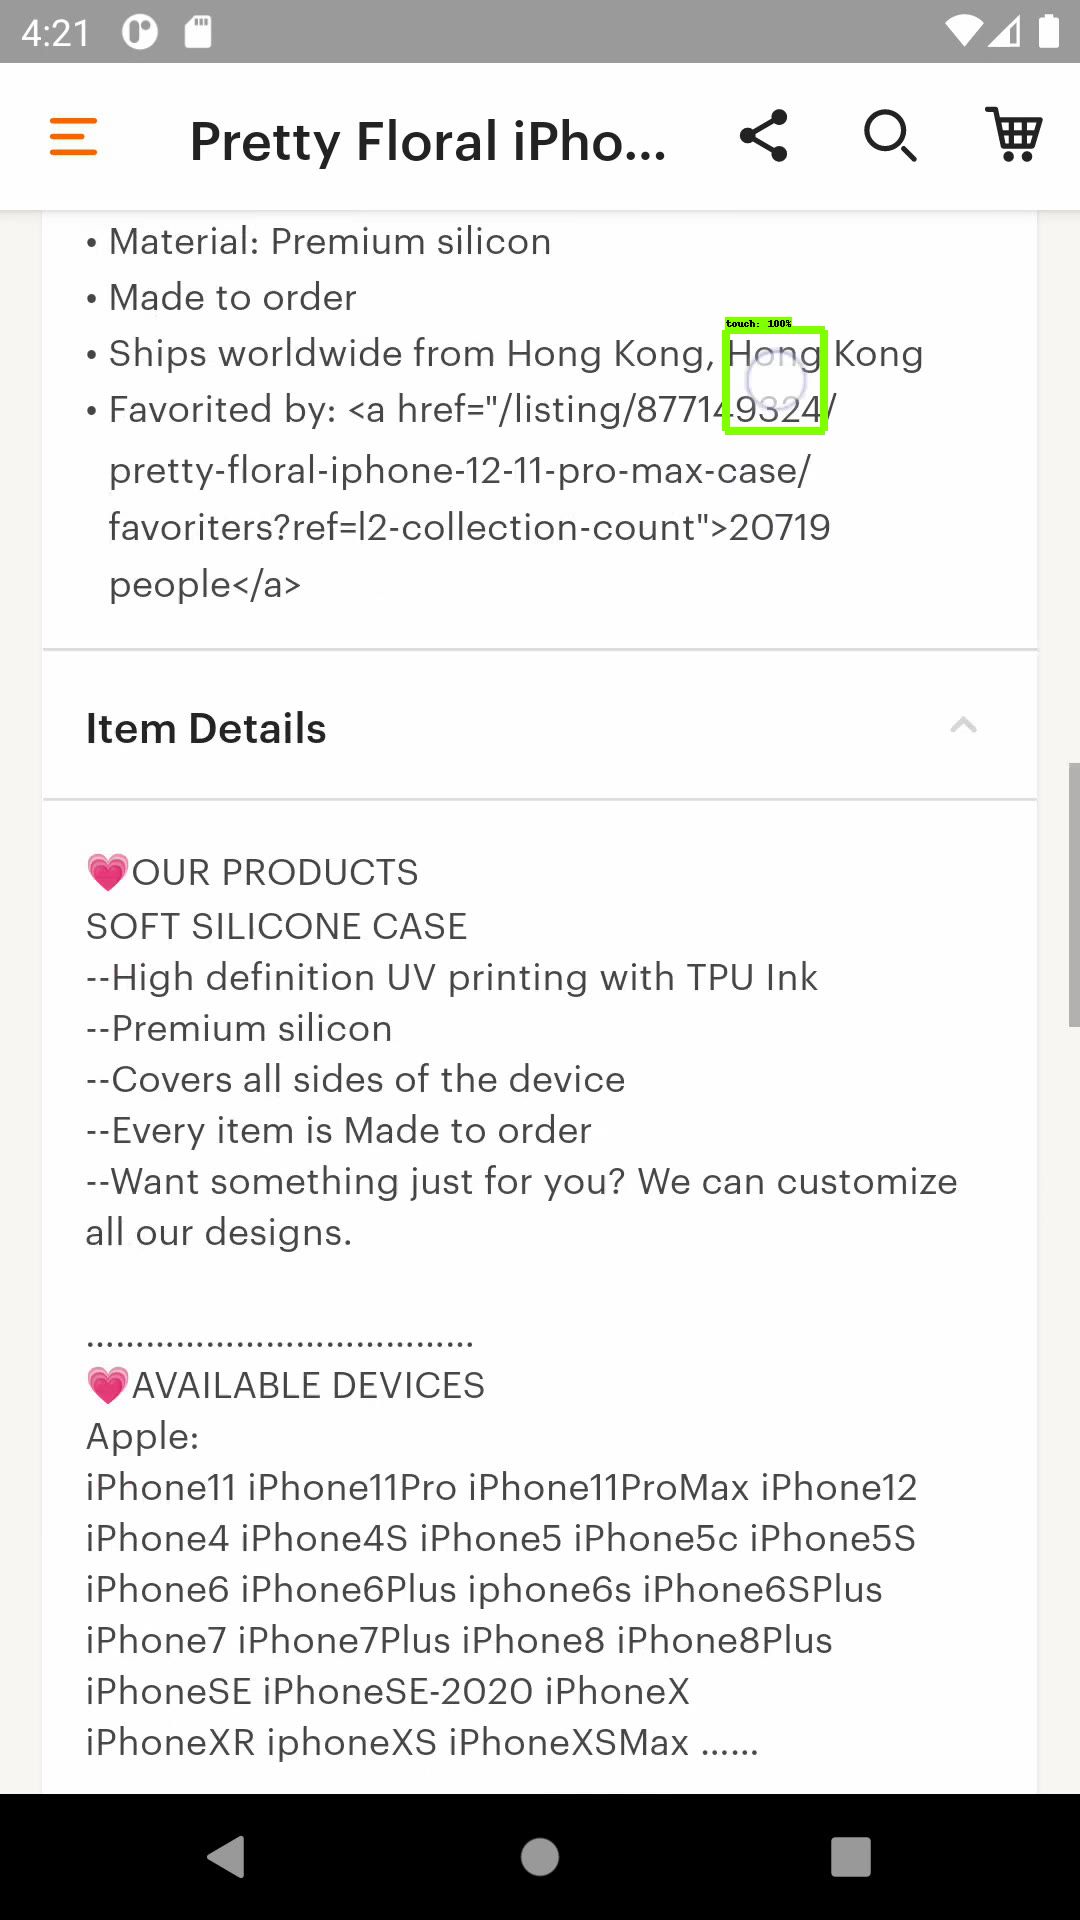 4:21
Pretty Floral iPho...
• Material: Premium silicon
• Made to order
touch: 100%
• Ships worldwide from Hong Kong, Hong Kong
• Favorited by: <a href="/listing/877149324/
pretty-floral-iphone-12-11-pro-max-case/
favoriters?ref=l2-collection-count">20719
people</a>
Item Details
💗OUR PRODUCTS
SOFT SILICONE CASE
--High definition UV printing with TPU Ink
--Premium silicon
--Covers all sides of the device
--Every item is Made to order
--Want something just for you? We can customize
all our designs.
.....................................
💗AVAILABLE DEVICES
Apple:
iPhone11 iPhone11Pro iPhone11ProMax iPhone12
iPhone4 iPhone4S iPhone5 iPhone5c iPhone5S
iPhone6 iPhone6Plus iphone6s iPhone6SPlus
iPhone7 iPhone7Plus iPhone8 iPhone8Plus
iPhoneSE iPhoneSE-2020 iPhoneX
iPhoneXR iphoneXS iPhoneXSMax ......